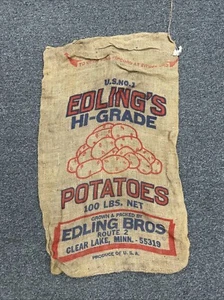 U.S. NO. 1
EDLING'S
HI-GRADE
POTATOES
100 LBS. NET
GROWN & PACKED BY
EDLING BROS.
ROUTE 2
CLEAR LAKE, MINN. - 55319
PRODUCE OF U.S.A.